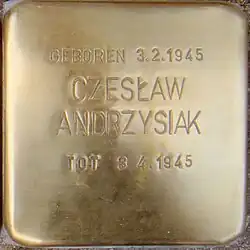 GEBOREN 3.2.1945
CZESŁAW
ANDRZYSIAK
TOT 8 4.1945